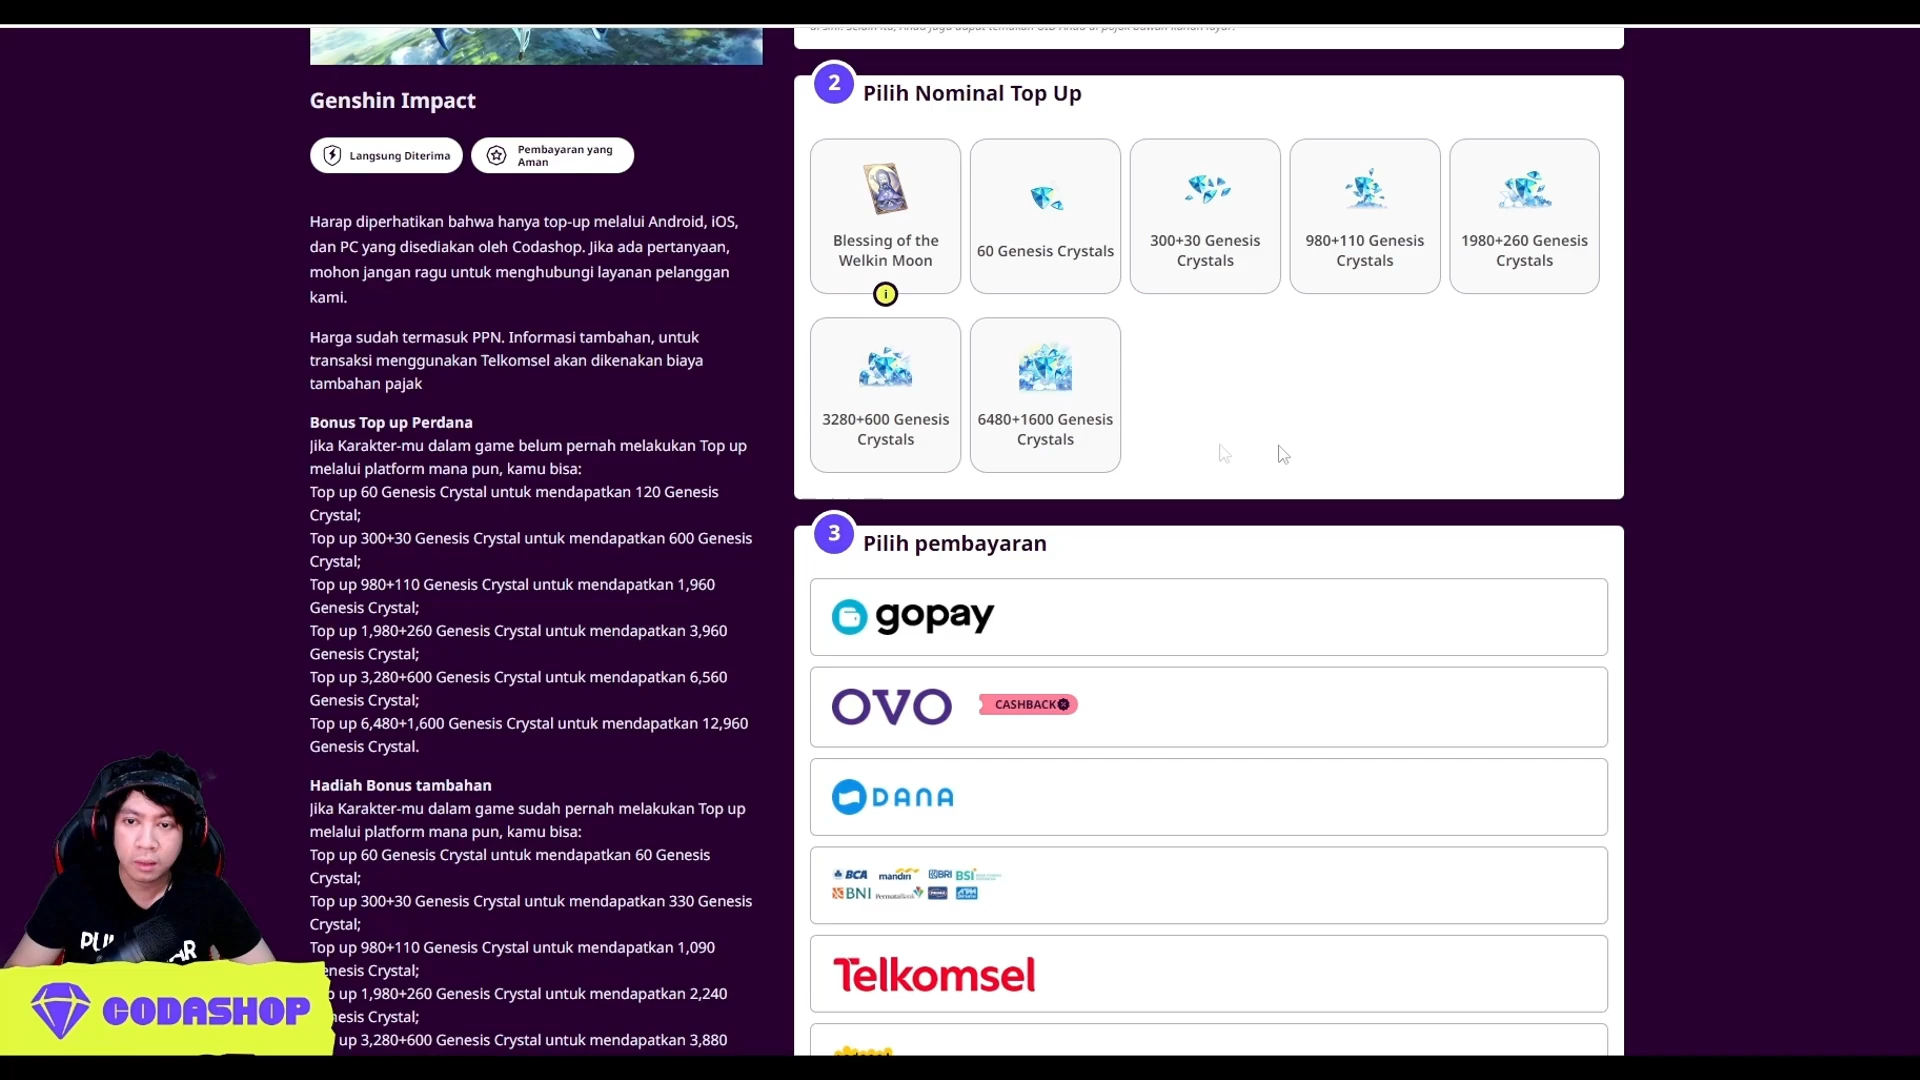 Genshin Impact
Langsung Diterima
Pembayaran yang
Aman
Harap diperhatikan bahwa hanya top-up melalui Android, iOS,
dan PC yang disediakan oleh Codashop. Jika ada pertanyaan,
mohon jangan ragu untuk menghubungi layanan pelanggan
kami.
Harga sudah termasuk PPN. Informasi tambahan, untuk
transaksi menggunakan Telkomsel akan dikenakan biaya
tambahan pajak
Bonus Top up Perdana
Jika Karakter-mu dalam game belum pernah melakukan Top up
melalui platform mana pun, kamu bisa:
Top up 60 Genesis Crystal untuk mendapatkan 120 Genesis
Crystal;
Top up 300+30 Genesis Crystal untuk mendapatkan 600 Genesis
Crystal;
Top up 980+110 Genesis Crystal untuk mendapatkan 1,960
Genesis Crystal;
Top up 1,980+260 Genesis Crystal untuk mendapatkan 3,960
Genesis Crystal;
Top up 3,280+600 Genesis Crystal untuk mendapatkan 6,560
Genesis Crystal;
Top up 6,480+1,600 Genesis Crystal untuk mendapatkan 12,960
Genesis Crystal.
Hadiah Bonus tambahan
Jika Karakter-mu dalam game sudah pernah melakukan Top up
melalui platform mana pun, kamu bisa:
Top up 60 Genesis Crystal untuk mendapatkan 60 Genesis
Crystal;
Top up 300+30 Genesis Crystal untuk mendapatkan 330 Genesis
Crystal;
Top up 980+110 Genesis Crystal untuk mendapatkan 1,090
enesis Crystal;
up 1,980+260 Genesis Crystal untuk mendapatkan 2,240
nesis Crystal;
up 3,280+600 Genesis Crystal untuk mendapatkan 3,880
CODASHOP
2
Pilih Nominal Top Up
Blessing of the
Welkin Moon
i
60 Genesis Crystals
300+30 Genesis
Crystals
980+110 Genesis
Crystals
1980+260 Genesis
Crystals
3280+600 Genesis
Crystals
6480+1600 Genesis
Crystals
3
Pilih pembayaran
gopay
OVO
CASHBACK
DANA
BCA mandiri BRI BSI
BNI PermataBank
Telkomsel